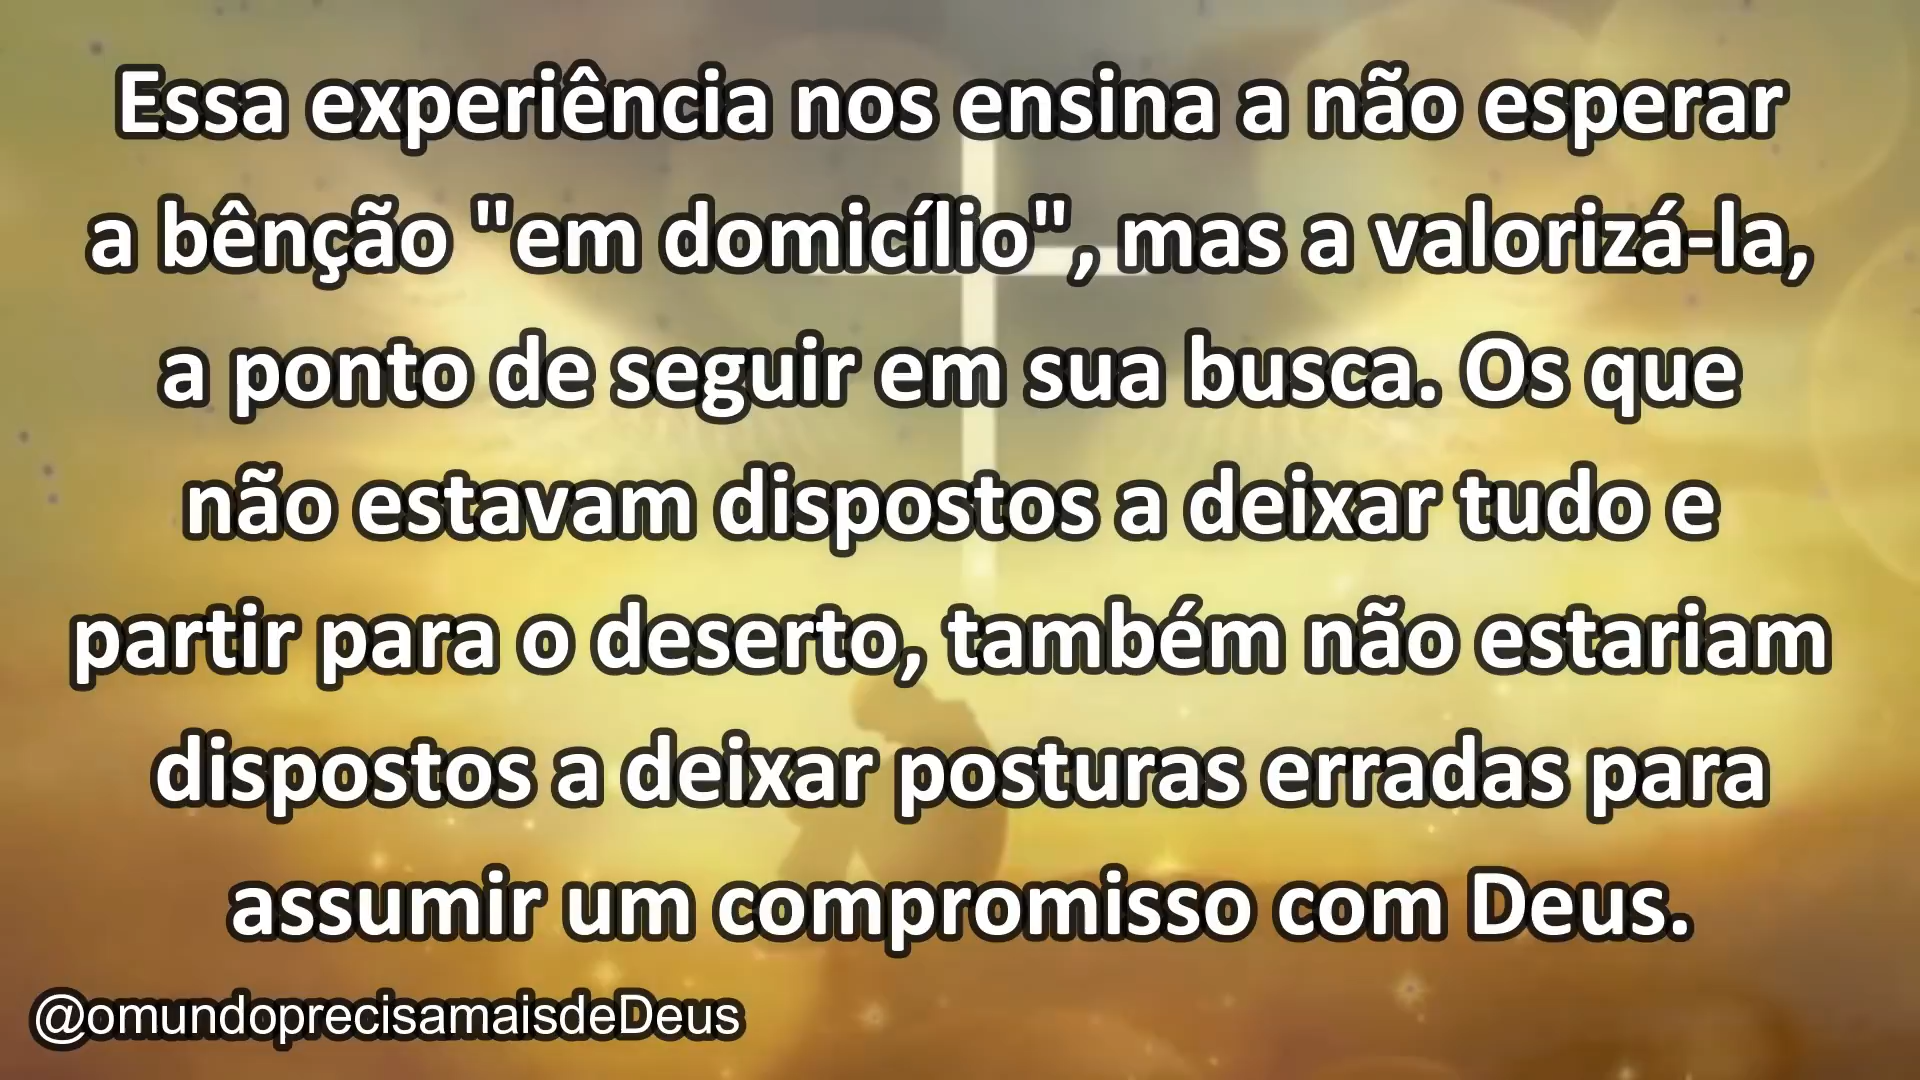 Essa experiência nos ensina a não esperar
a bênção "em domicílio", mas a valorizá-la,
a ponto de seguir em sua busca. Os que
não estavam dispostos a deixar tudo e
partir para o deserto, também não estariam
dispostos a deixar posturas erradas para
assumir um compromisso com Deus.
@omundoprecisamaisdeDeus